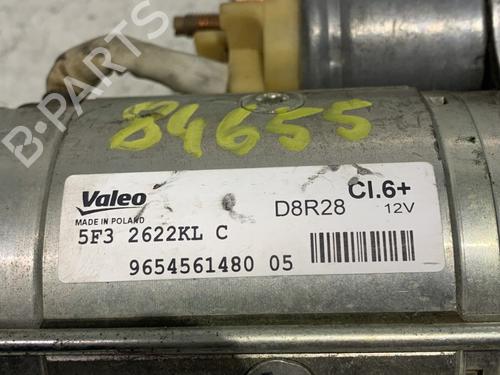 84655
B-PARTS
Valeo
MADE IN POLAND
D8R28
Cl.6+
12V
5F3 2622KL C
9654561480 05